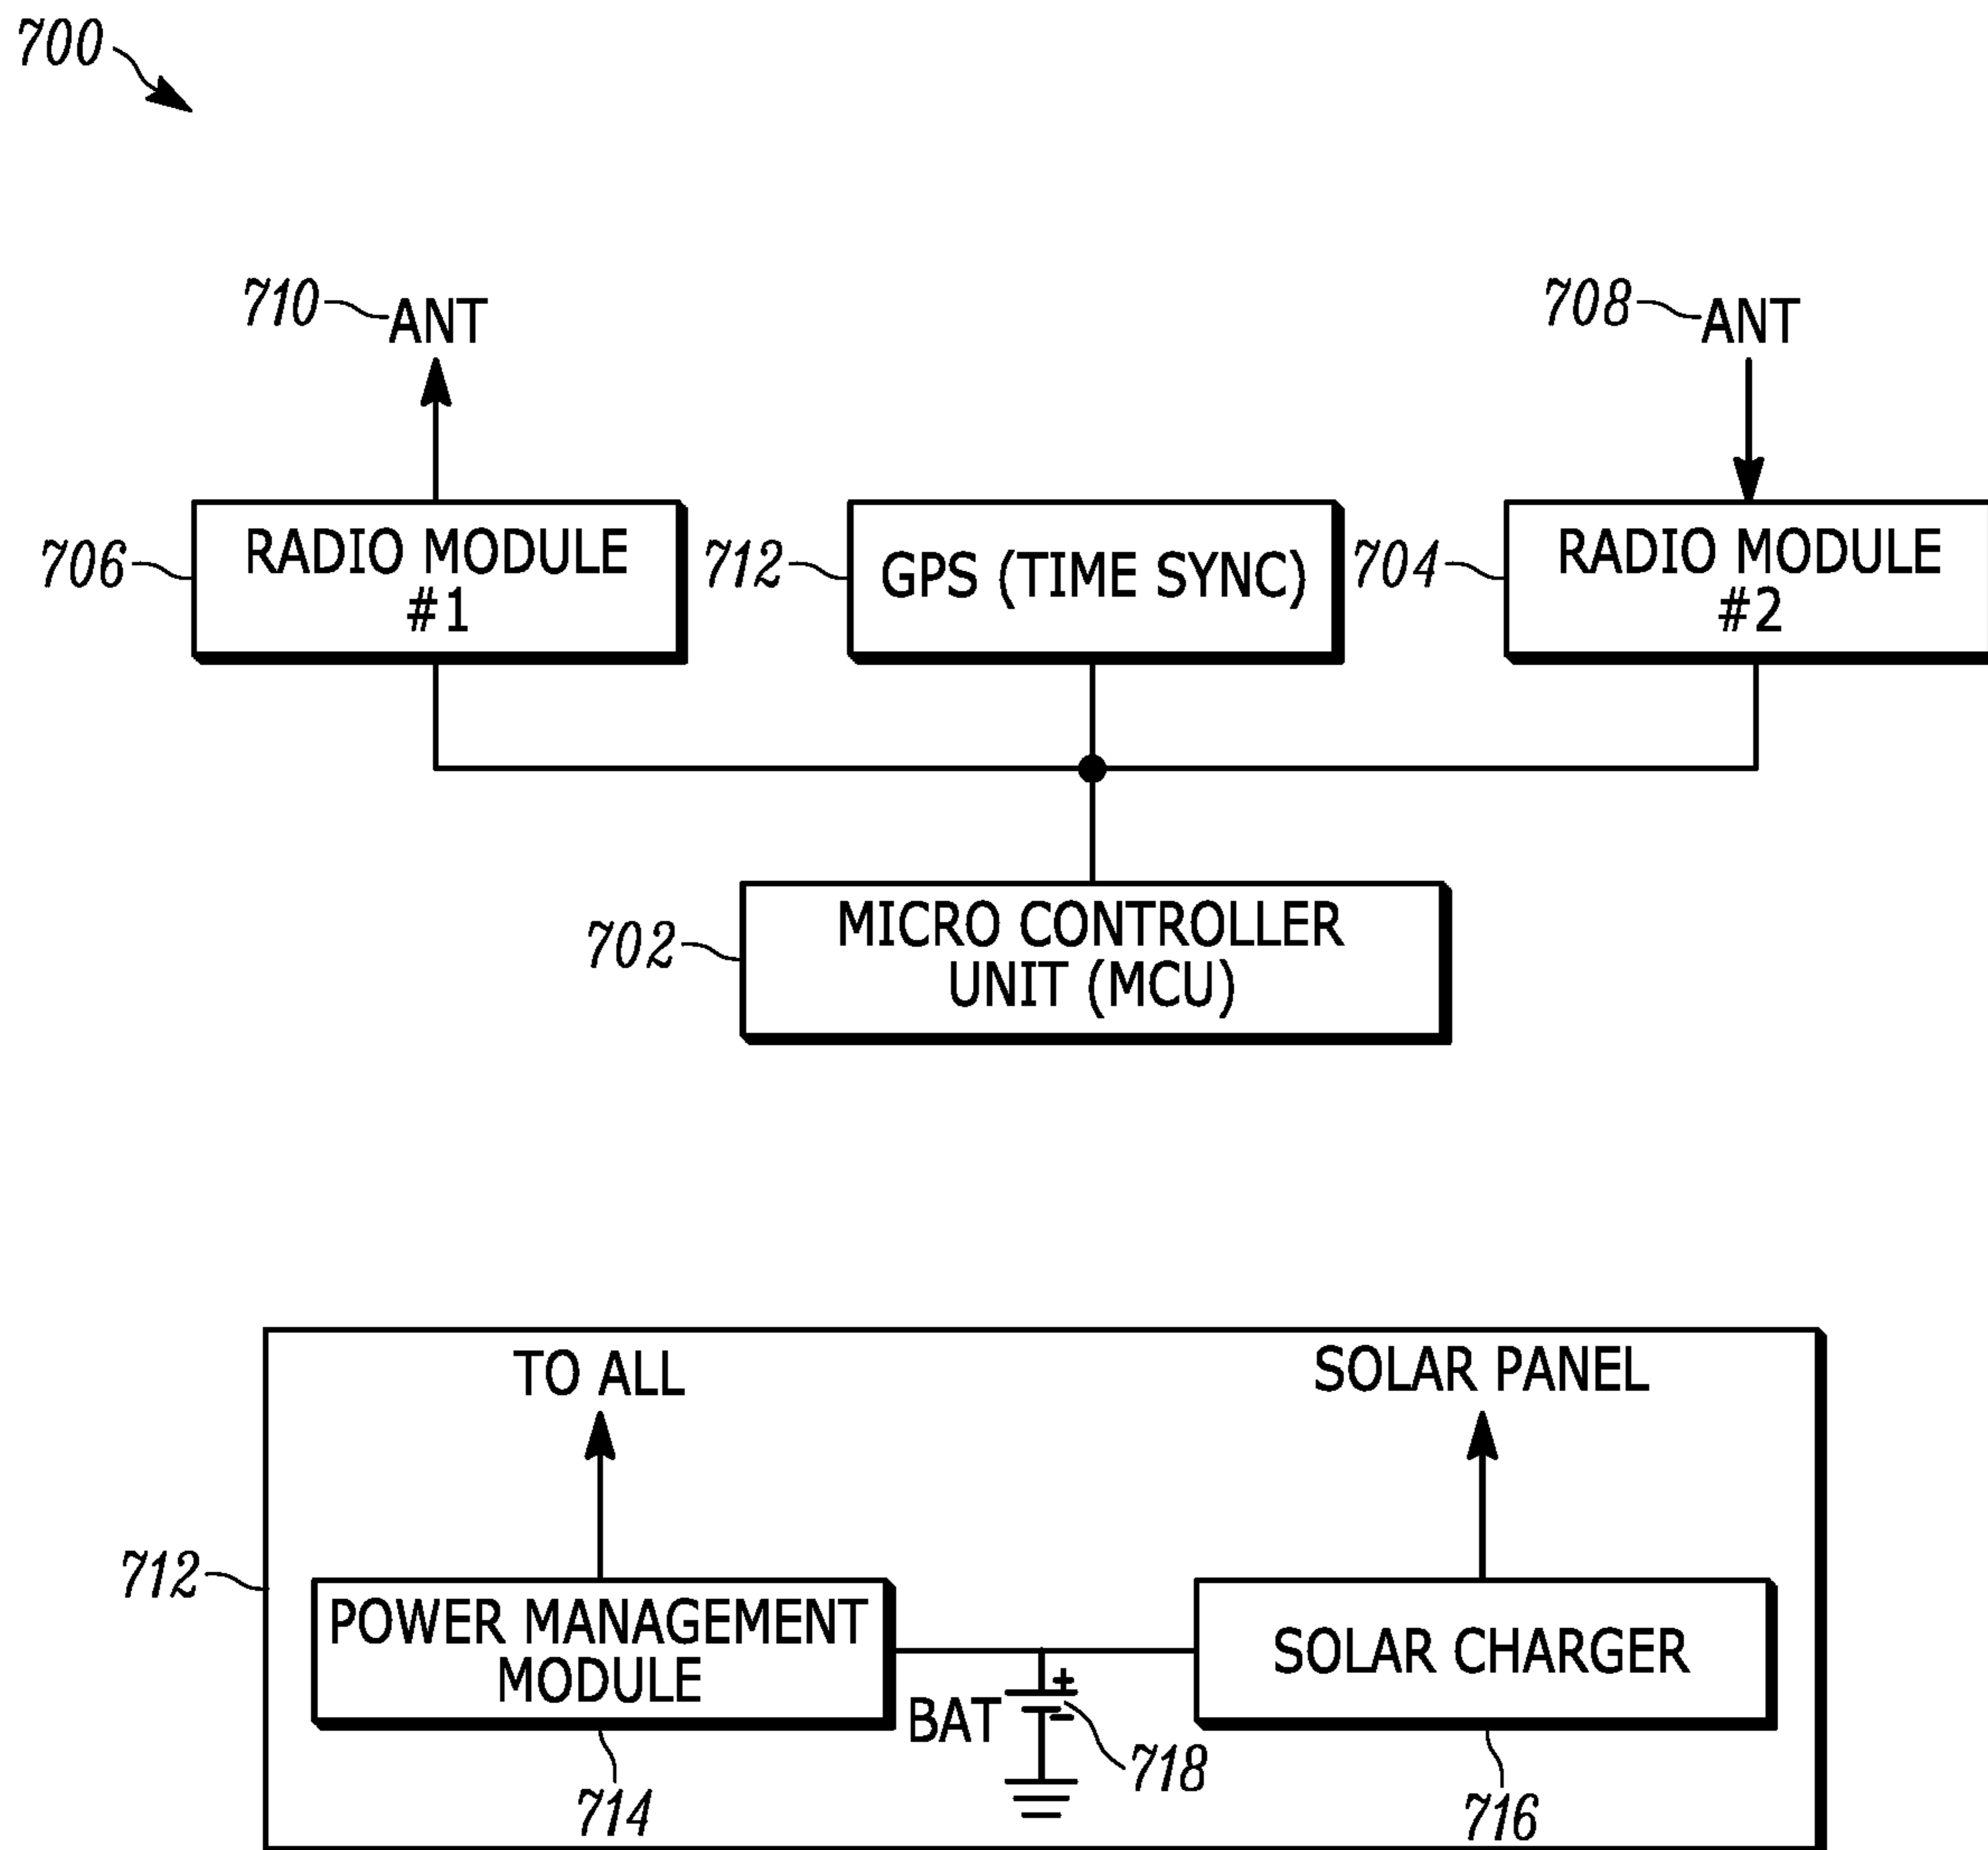 700
710 ANT
708 ANT
706
RADIO MODULE
#1
712
GPS (TIME SYNC)
704
RADIO MODULE
#2
702
MICRO CONTROLLER
UNIT (MCU)
TO ALL
SOLAR PANEL
712
POWER MANAGEMENT
MODULE
SOLAR CHARGER
+
BAT
-
718
714
716